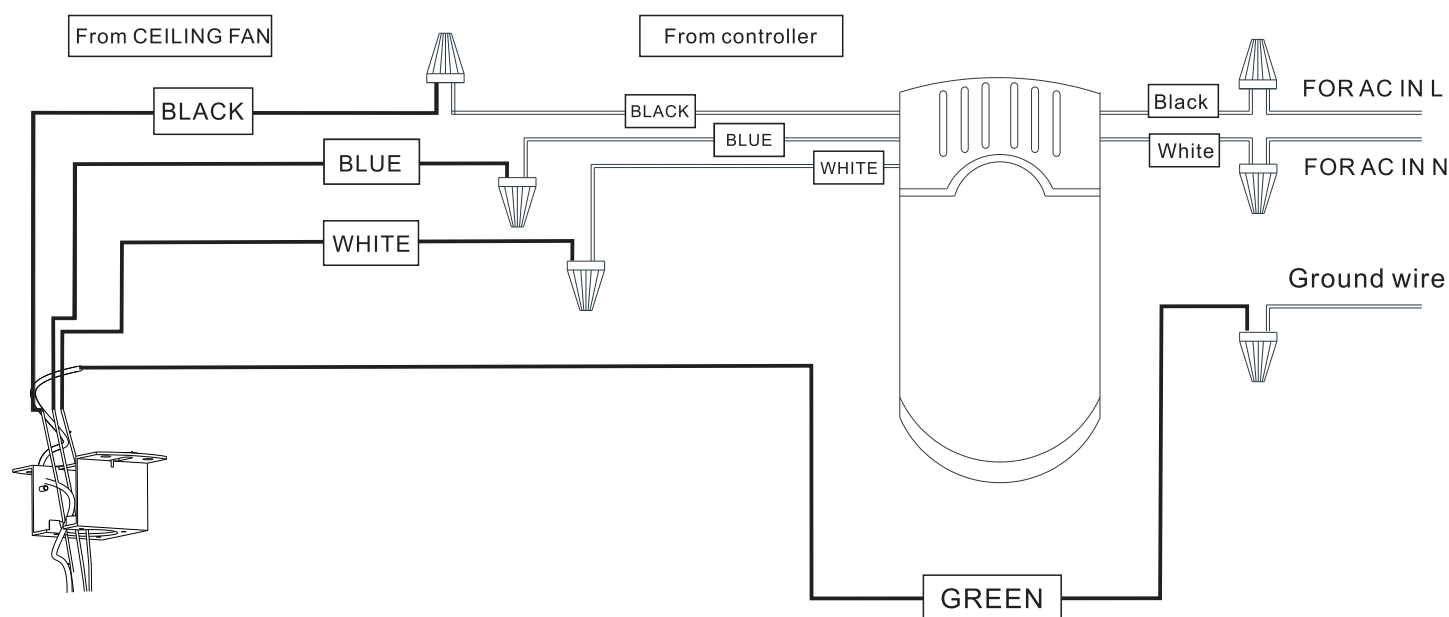 From CEILING FAN
From controller
BLACK
BLACK
Black
FOR AC IN L
BLUE
BLUE
White
FOR AC IN N
WHITE
WHITE
Ground wire
GREEN